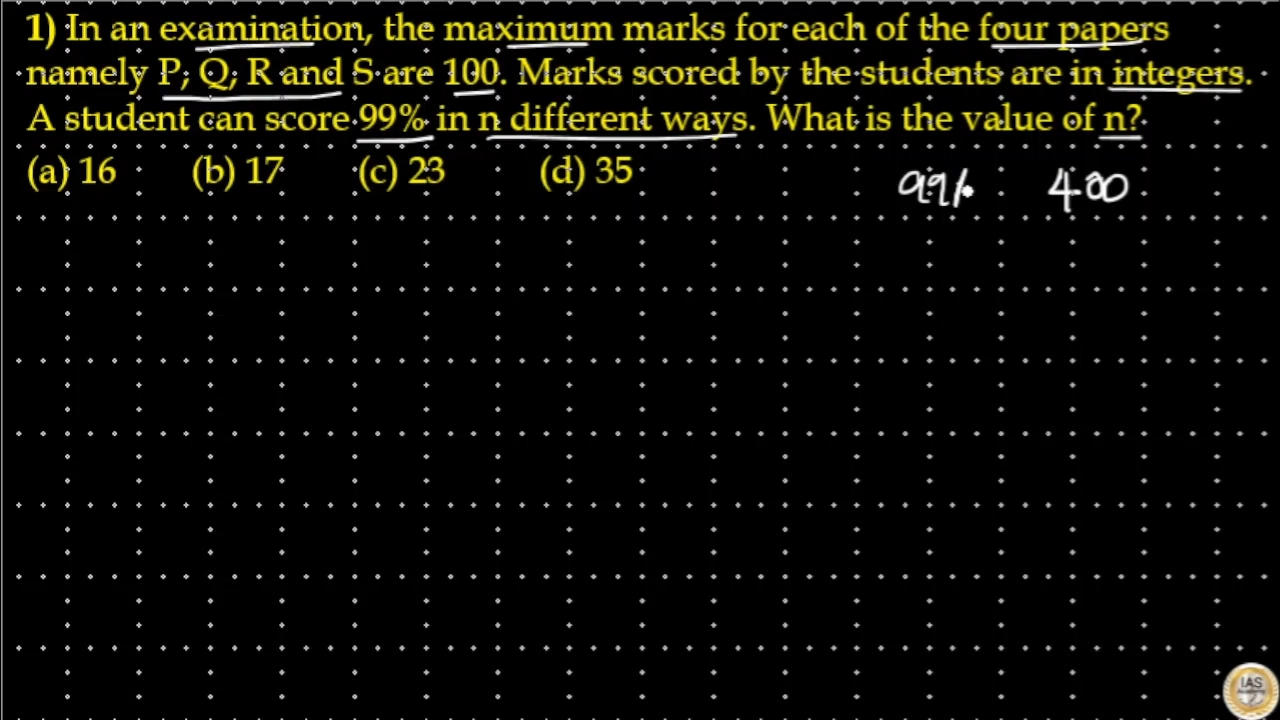 1) In an examination, the maximum marks for each of the four papers
namely P, Q, R and S are 100. Marks scored by the students are in integers.
A student can score 99% in n different ways. What is the value of n?
(a) 16 (b) 17 (c) 23 (d) 35
99% 400
IAS